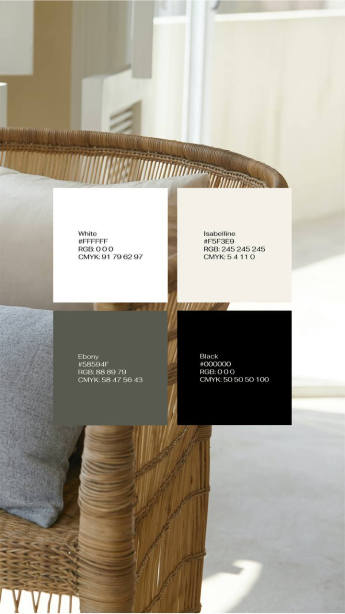 White
#FFFFFF
RGB: 0 0 0
CMYK: 91 79 62 97
Isabelline
#F5F3E9
RGB: 245 245 245
CMYK: 5 4 11 0
Ebony
#58594F
RGB: 88 89 79
CMYK: 58 47 56 43
Black
#000000
RGB: 0 0 0
CMYK: 50 50 50 100